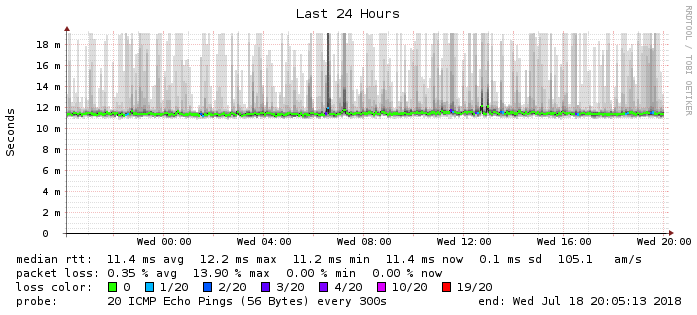 Last 24 Hours
RRDTOOL / TOBI OETIKER
Seconds
18 m
16 m
14 m
12 m
10 m
8 m
6 m
4 m
2 m
0
Wed 00:00 Wed 04:00 Wed 08:00 Wed 12:00 Wed 16:00 Wed 20:00
median rtt: 11.4 ms avg 12.2 ms max 11.2 ms min 11.4 ms now 0.1 ms sd 105.1 am/s
packet loss: 0.35 % avg 13.90 % max 0.00 % min 0.00 % now
loss color: 0 1/20 2/20 3/20 4/20 10/20 19/20
probe: 20 ICMP Echo Pings (56 Bytes) every 300s end: Wed Jul 18 20:05:13 2018